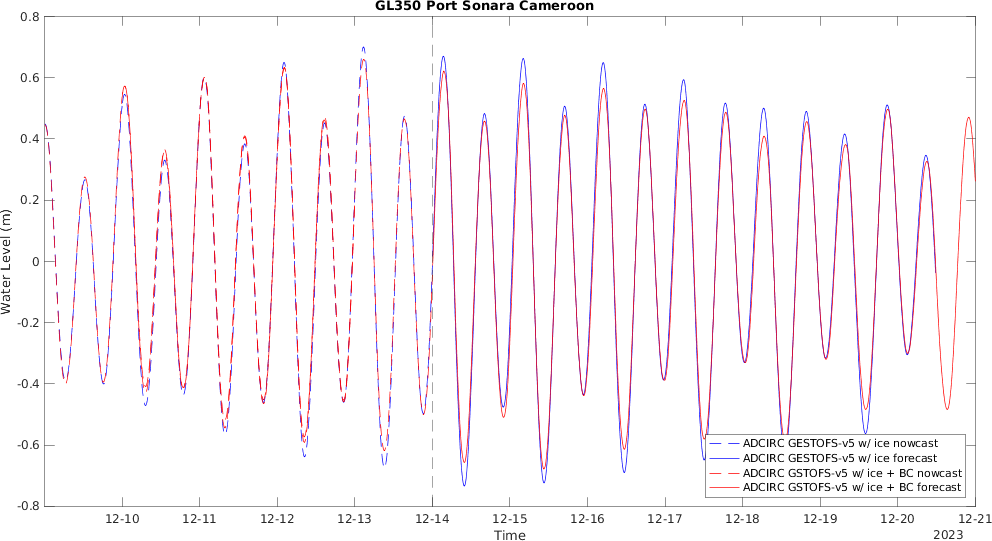 GL350 Port Sonara Cameroon
0.8
0.6
0.4
0.2
0
-0.2
-0.4
-0.6
-0.8
Water Level (m)
ADCIRC GESTOFS-v5 w/ ice nowcast
ADCIRC GESTOFS-v5 w/ ice forecast
ADCIRC GSTOFS-v5 w/ ice + BC nowcast
ADCIRC GSTOFS-v5 w/ ice + BC forecast
12-10 12-11 12-12 12-13 12-14 12-15 12-16 12-17 12-18 12-19 12-20 12-21
Time
2023